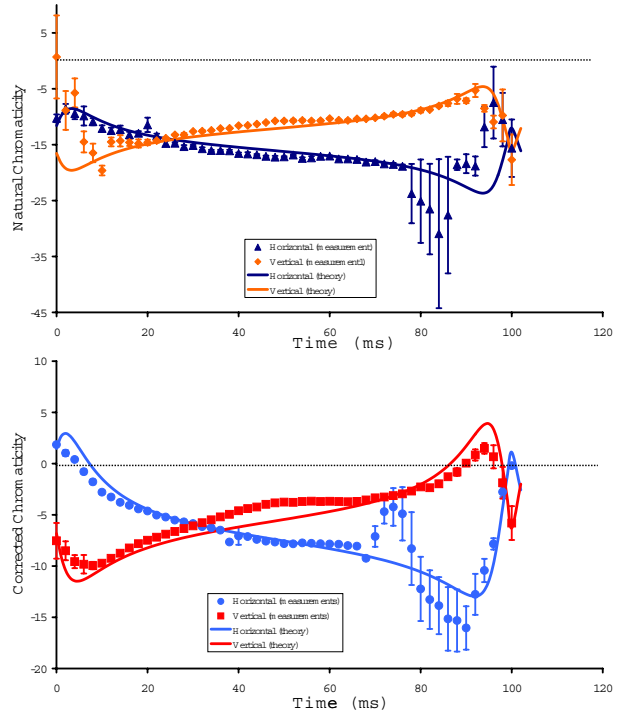 5
-5
-15
-25
-35
-45
Natural Chromaticity
0
20
40
60
80
100
120
Time (ms)
Horizontal (measurement)
Vertical (measurementl)
Horizontal (theory)
Vertical (theory)
10
5
0
-5
-10
-15
-20
Corrected Chromaticity
0
20
40
60
80
100
120
Time (ms)
Horizontal (measurements)
Vertical (measurements)
Horizontal (theory)
Vertical (theory)